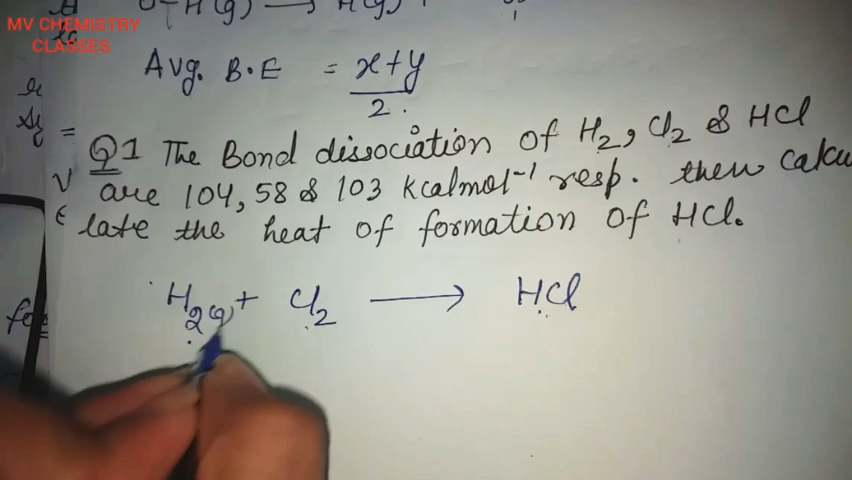 MV CHEMISTRY
CLASSES
Avg. B.E = x+y
2
Q1 The Bond dissociation of H2, Cl2 & HCl
are 104, 58 & 103 Kcalmol-1 resp. then calcu
late the heat of formation of HCl.
H2(g) + Cl2 ⟶ HCl